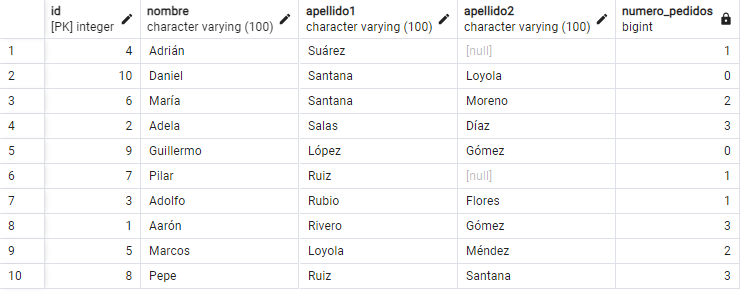 id nombre apellido1 apellido2 numero_pedidos
[PK] integer character varying (100) character varying (100) character varying (100) bigint
1 4 Adrián Suárez [null] 1
2 10 Daniel Santana Loyola 0
3 6 María Santana Moreno 2
4 2 Adela Salas Díaz 3
5 9 Guillermo López Gómez 0
6 7 Pilar Ruiz [null] 1
7 3 Adolfo Rubio Flores 1
8 1 Aarón Rivero Gómez 3
9 5 Marcos Loyola Méndez 2
10 8 Pepe Ruiz Santana 3